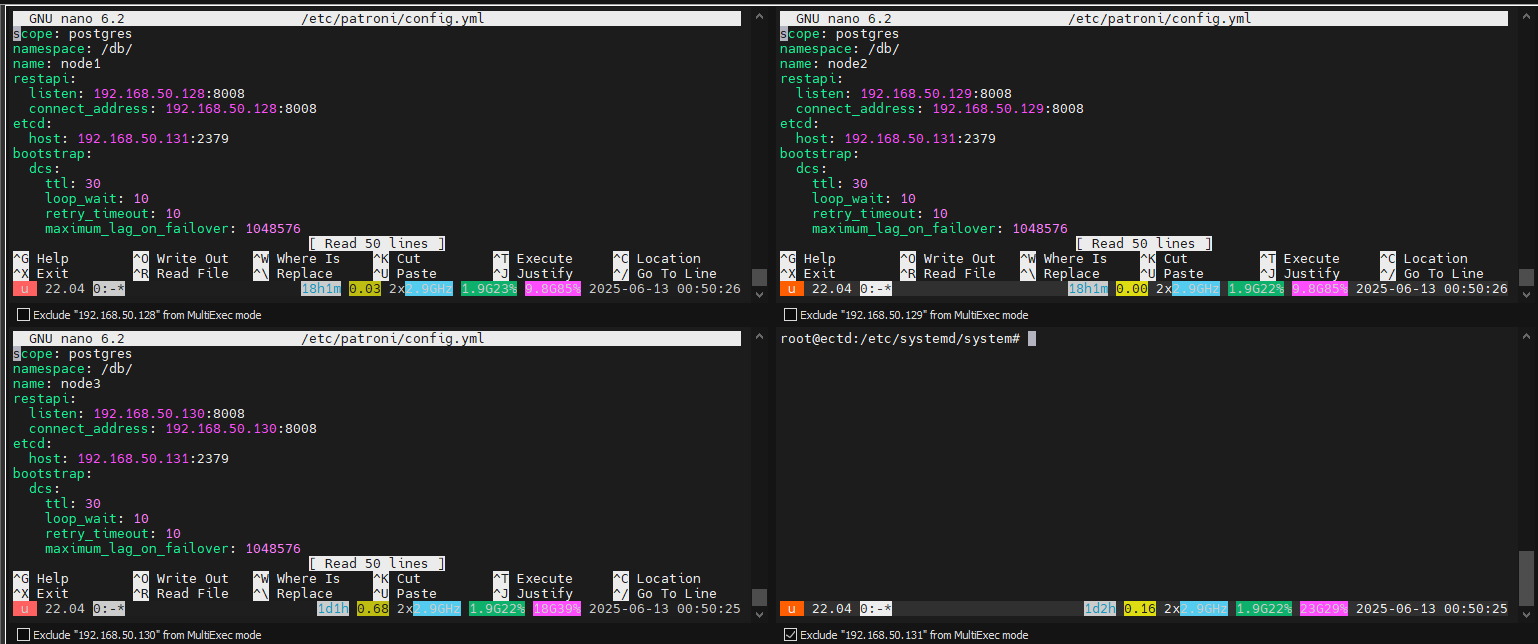 GNU nano 6.2 /etc/patroni/config.yml
scope: postgres
namespace: /db/
name: node1
restapi:
listen: 192.168.50.128:8008
connect_address: 192.168.50.128:8008
etcd:
host: 192.168.50.131:2379
bootstrap:
dcs:
ttl: 30
loop_wait: 10
retry_timeout: 10
maximum_lag_on_failover: 1048576
[ Read 50 lines ]
^G Help ^O Write Out ^W Where Is ^K Cut ^T Execute ^C Location
^X Exit ^R Read File ^\ Replace ^U Paste ^J Justify ^/ Go To Line
u 22.04 0:-* 18h1m 0.03 2x2.9GHz 1.9G23% 9.8G85% 2025-06-13 00:50:26
Exclude "192.168.50.128" from MultiExec mode
GNU nano 6.2 /etc/patroni/config.yml
scope: postgres
namespace: /db/
name: node2
restapi:
listen: 192.168.50.129:8008
connect_address: 192.168.50.129:8008
etcd:
host: 192.168.50.131:2379
bootstrap:
dcs:
ttl: 30
loop_wait: 10
retry_timeout: 10
maximum_lag_on_failover: 1048576
[ Read 50 lines ]
^G Help ^O Write Out ^W Where Is ^K Cut ^T Execute ^C Location
^X Exit ^R Read File ^\ Replace ^U Paste ^J Justify ^/ Go To Line
u 22.04 0:-* 18h1m 0.00 2x2.9GHz 1.9G22% 9.8G85% 2025-06-13 00:50:26
Exclude "192.168.50.129" from MultiExec mode
GNU nano 6.2 /etc/patroni/config.yml
scope: postgres
namespace: /db/
name: node3
restapi:
listen: 192.168.50.130:8008
connect_address: 192.168.50.130:8008
etcd:
host: 192.168.50.131:2379
bootstrap:
dcs:
ttl: 30
loop_wait: 10
retry_timeout: 10
maximum_lag_on_failover: 1048576
[ Read 50 lines ]
^G Help ^O Write Out ^W Where Is ^K Cut ^T Execute ^C Location
^X Exit ^R Read File ^\ Replace ^U Paste ^J Justify ^/ Go To Line
u 22.04 0:-* 1d1h 0.68 2x2.9GHz 1.9G22% 18G39% 2025-06-13 00:50:25
Exclude "192.168.50.130" from MultiExec mode
root@ectd:/etc/systemd/system#
u 22.04 0:-* 1d2h 0.16 2x2.9GHz 1.9G22% 23G29% 2025-06-13 00:50:25
Exclude "192.168.50.131" from MultiExec mode